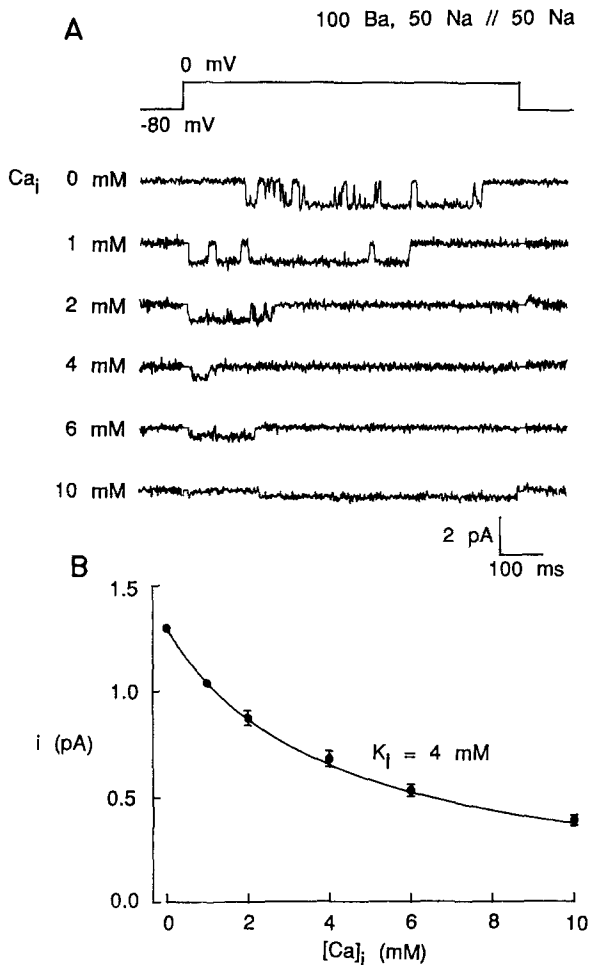 A
100 Ba, 50 Na // 50 Na
0 mV
-80 mV
Cai 0 mM
1 mM
2 mM
4 mM
6 mM
10 mM
2 pA
100 ms
B
1.5
1.0
0.5
0.0
i (pA)
Ki = 4 mM
0 2 4 6 8 10
[Ca]i (mM)